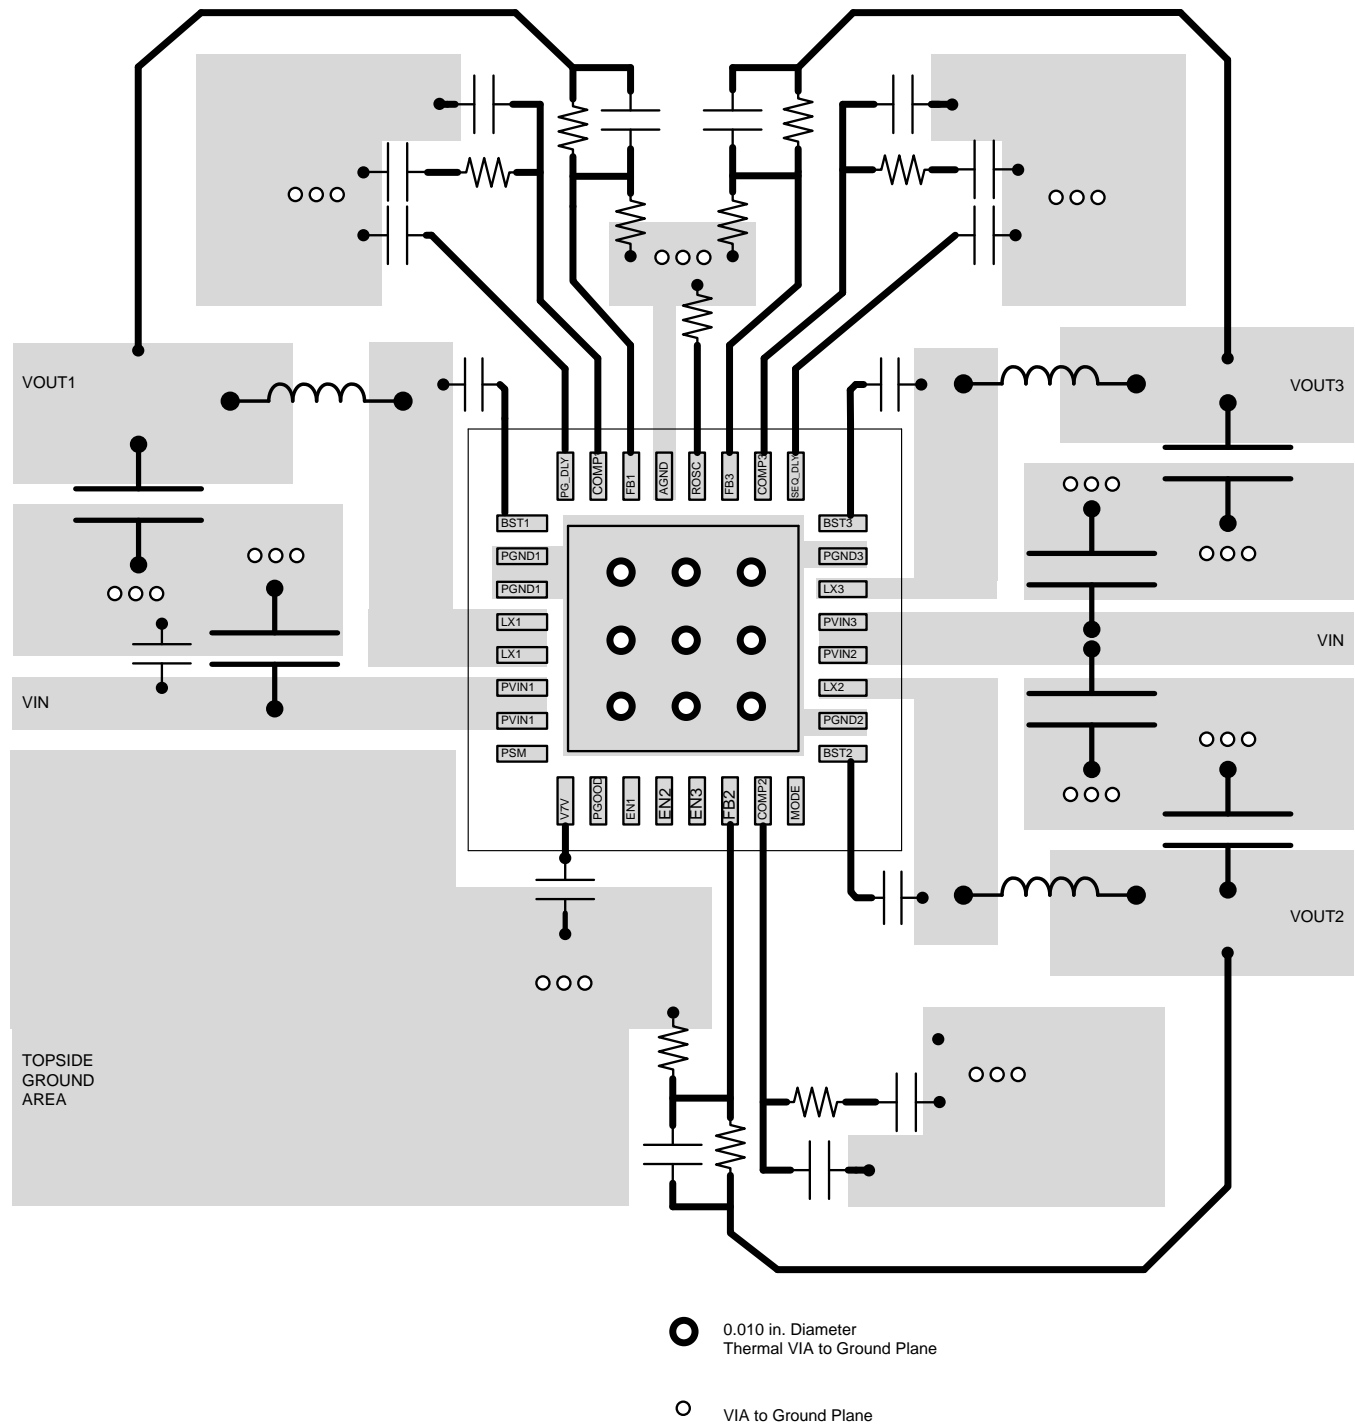 VOUT1
VOUT3
PG_DLY
COMP1
FB1
AGND
ROSC
FB3
COMP3
SEQ_DLY
BST1
PGND1
PGND1
LX1
LX1
PVIN1
PVIN1
PSM
BST3
PGND3
LX3
PVIN3
PVIN2
LX2
PGND2
BST2
VIN
VIN
V7V
PGOOD
EN1
EN2
EN3
FB2
COMP2
MODE
VOUT2
TOPSIDE
GROUND
AREA
0.010 in. Diameter
Thermal VIA to Ground Plane
VIA to Ground Plane